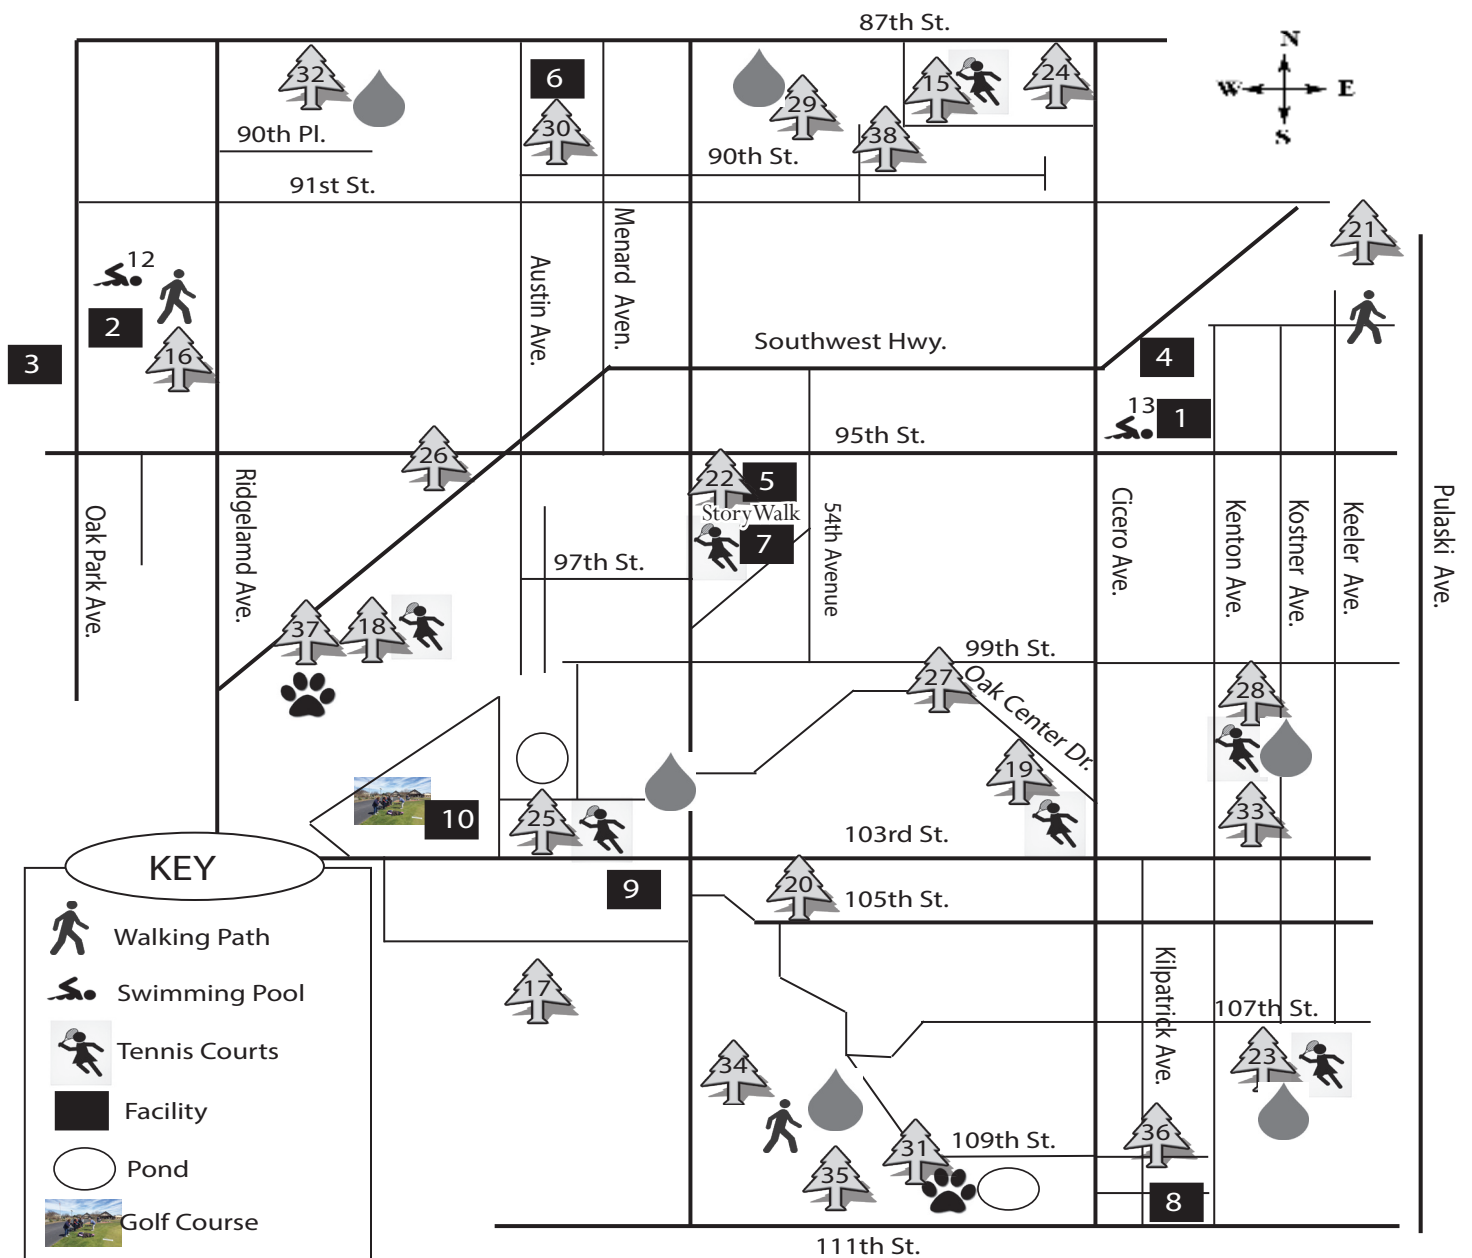 87th St.
N
W E
S
32
6
30
29
15
24
38
90th Pl.
90th St.
91st St.
21
12
2
16
3
Austin Ave.
Menard Aven.
Southwest Hwy.
4
13
1
95th St.
26
22
5
StoryWalk
7
Oak Park Ave.
Ridgelamd Ave.
97th St.
54th Avenue
Cicero Ave.
Kenton Ave.
Kostner Ave.
Keeler Ave.
Pulaski Ave.
37
18
99th St.
27
Oak Center Dr.
28
19
10
25
33
103rd St.
9
20
105th St.
17
Kilpatrick Ave.
107th St.
34
23
31
109th St.
36
35
8
111th St.
KEY
Walking Path
Swimming Pool
Tennis Courts
Facility
Pond
Golf Course